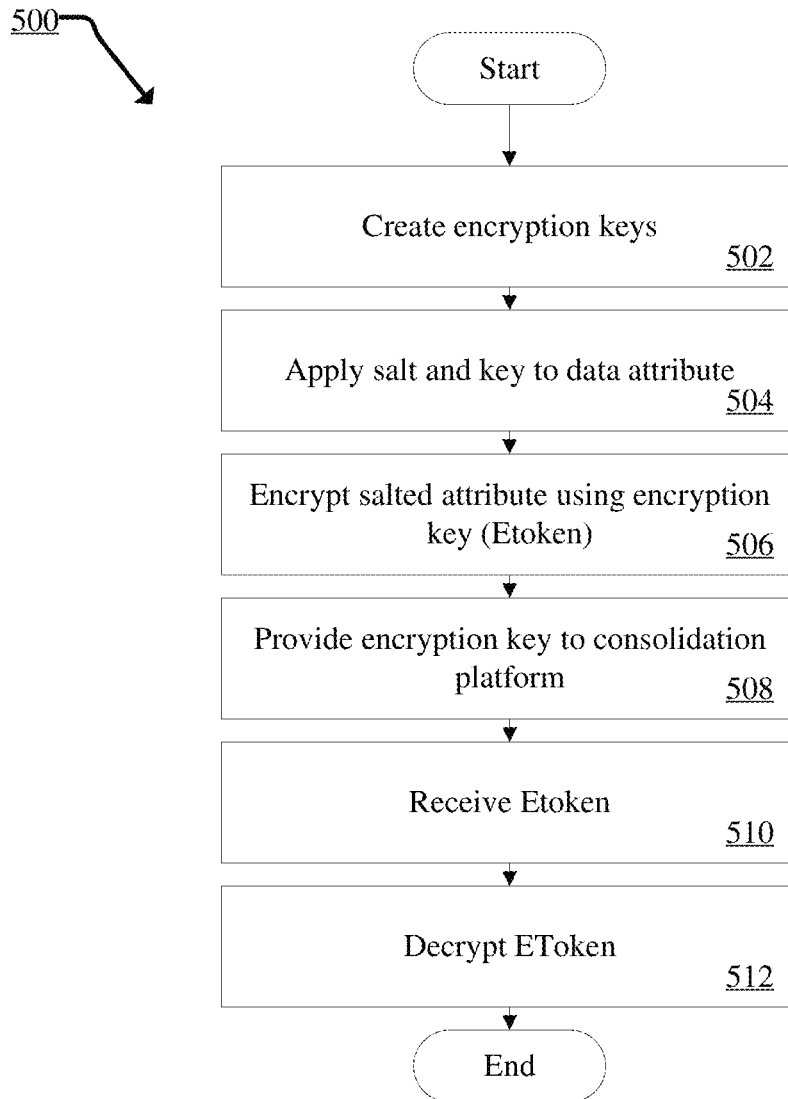 500
Start
Create encryption keys
502
Apply salt and key to data attribute
504
Encrypt salted attribute using encryption
key (Etoken)
506
Provide encryption key to consolidation
platform
508
Receive Etoken
510
Decrypt EToken
512
End